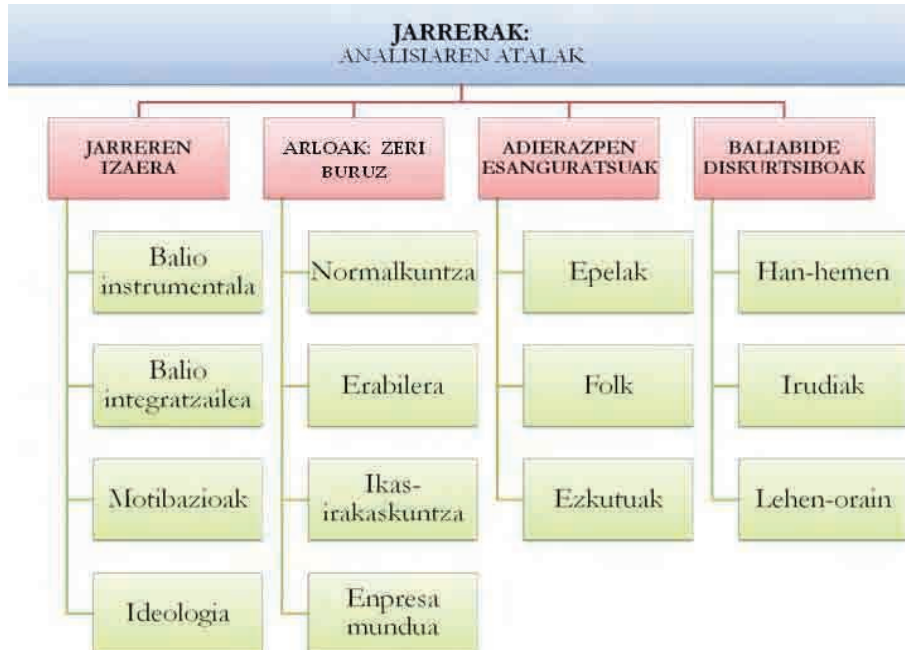 JARRERAK:
ANALISIAREN ATALAK
JARREREN
IZAERA
Balio
instrumentala
Balio
integratzailea
Motibazioak
Ideologia
ARLOAK: ZERI
BURUZ
Normalkuntza
Erabilera
Ikas-
irakaskuntza
Enpresa
mundua
ADIERAZPEN
ESANGURATSUAK
Epelak
Folk
Ezkutuak
BALIABIDE
DISKURTSIBOAK
Han-hemen
Irudiak
Lehen-orain